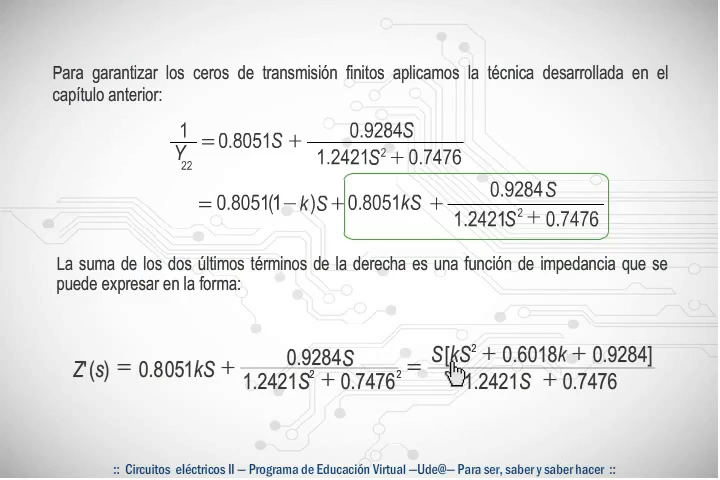 Para garantizar los ceros de transmisión finitos aplicamos la técnica desarrollada en el
capítulo anterior:
1/Y₂₂ = 0.8051S + 0.9284S/(1.2421S² + 0.7476)
= 0.8051(1−k)S + 0.8051kS + 0.9284S/(1.2421S² + 0.7476)
La suma de los dos últimos términos de la derecha es una función de impedancia que se
puede expresar en la forma:
Z'(s) = 0.8051kS + 0.9284S/(1.2421S² + 0.7476²) = S[kS² + 0.6018k + 0.9284]/(1.2421S + 0.7476)
:: Circuitos eléctricos II — Programa de Educación Virtual —Ude@— Para ser, saber y saber hacer ::